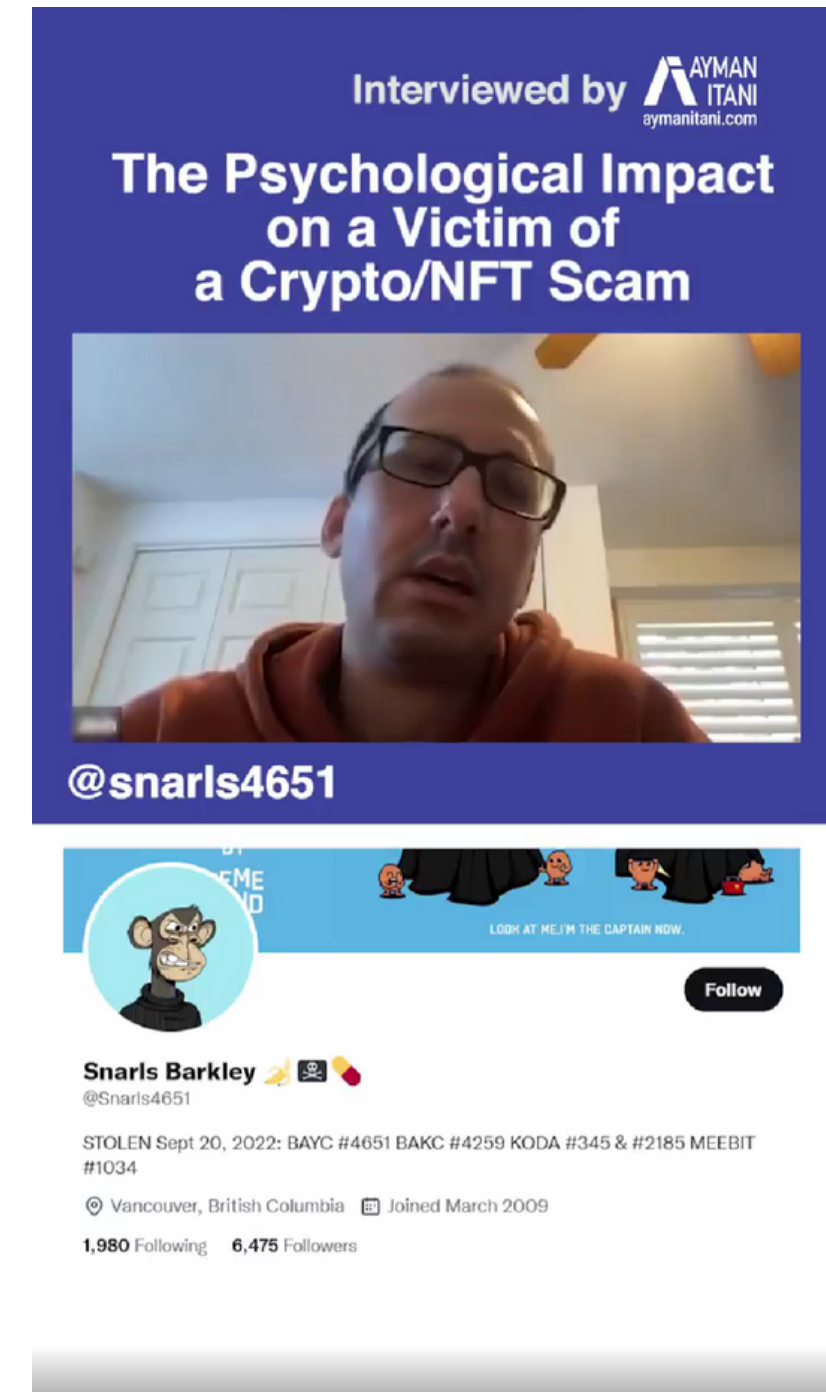 Interviewed by
AYMAN
ITANI
aymanitani.com
The Psychological Impact
on a Victim of
a Crypto/NFT Scam
@snarls4651
LOOK AT ME,I'M THE CAPTAIN NOW.
Follow
Snarls Barkley
@Snarls4651
STOLEN Sept 20, 2022: BAYC #4651 BAKC #4259 KODA #345 & #2185 MEEBIT
#1034
Vancouver, British Columbia Joined March 2009
1,980 Following 6,475 Followers